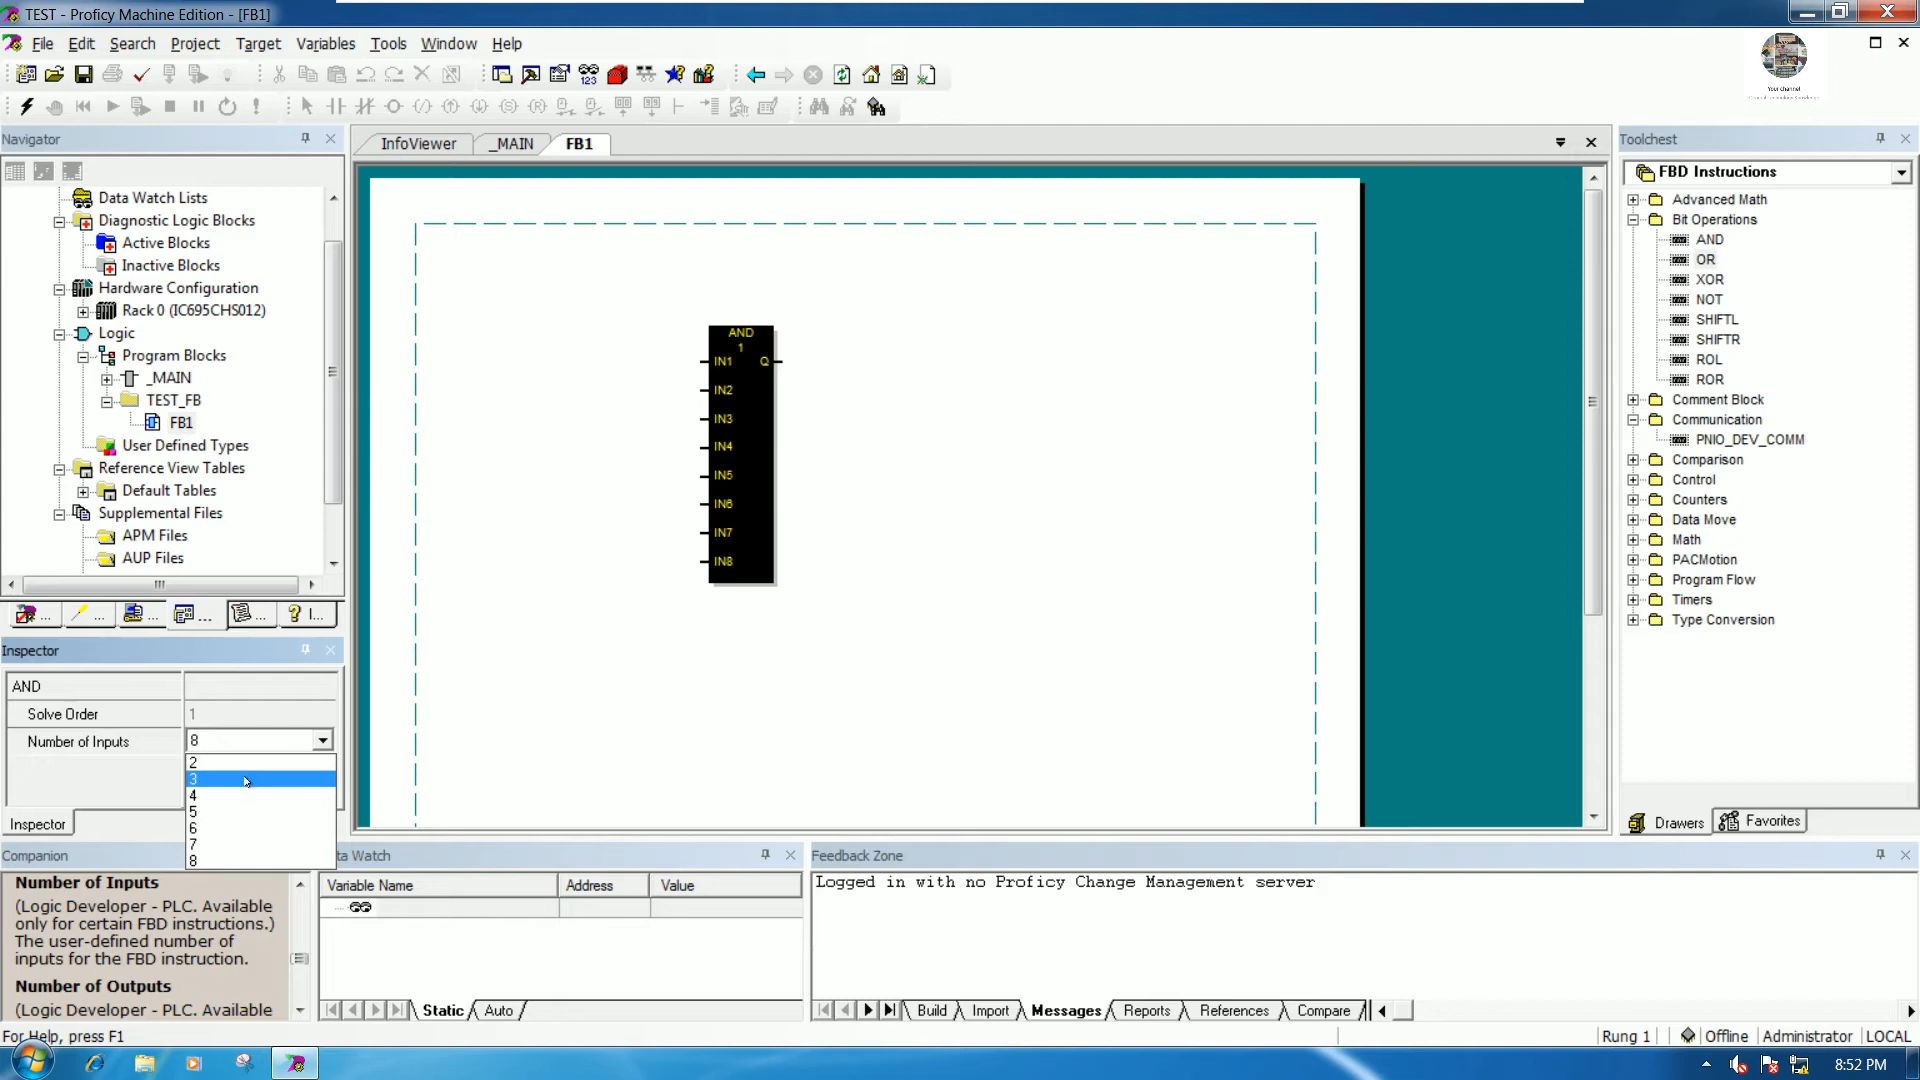 TEST - Proficy Machine Edition - [FB1]
File Edit Search Project Target Variables Tools Window Help
Your channel
Navigator
InfoViewer _MAIN FB1
Toolchest
FBD Instructions
Data Watch Lists
Diagnostic Logic Blocks
Active Blocks
Inactive Blocks
Hardware Configuration
Rack 0 (IC695CHS012)
Logic
Program Blocks
_MAIN
TEST_FB
FB1
User Defined Types
Reference View Tables
Default Tables
Supplemental Files
APM Files
AUP Files
AND
1
IN1 Q
IN2
IN3
IN4
IN5
IN6
IN7
IN8
Advanced Math
Bit Operations
AND
OR
XOR
NOT
SHIFTL
SHIFTR
ROL
ROR
Comment Block
Communication
PNIO_DEV_COMM
Comparison
Control
Counters
Data Move
Math
PACMotion
Program Flow
Timers
Type Conversion
Drawers Favorites
Inspector
AND
Solve Order 1
Number of Inputs 8
2
3
4
5
6
7
8
Inspector
Companion
Number of Inputs
(Logic Developer - PLC. Available
only for certain FBD instructions.)
The user-defined number of
inputs for the FBD instruction.
Number of Outputs
(Logic Developer - PLC. Available
ta Watch
Variable Name Address Value
Static Auto
Feedback Zone
Logged in with no Proficy Change Management server
Build Import Messages Reports References Compare
For Help, press F1
Rung 1 Offline Administrator LOCAL
8:52 PM